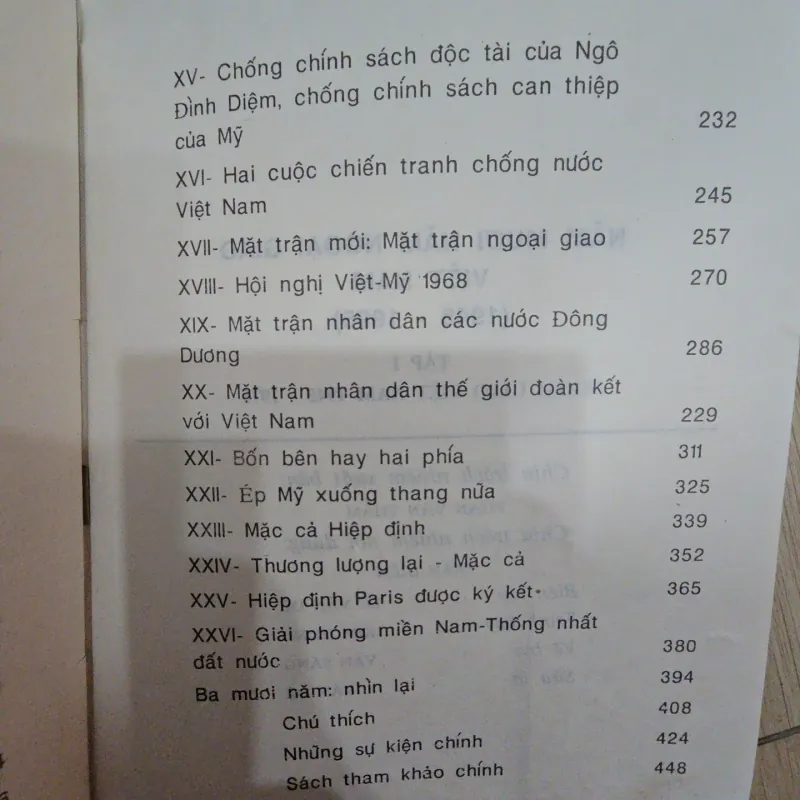 XV- Chống chính sách độc tài của Ngô
Đình Diệm, chống chính sách can thiệp
của Mỹ 232
XVI- Hai cuộc chiến tranh chống nước
Việt Nam 245
XVII- Mặt trận mới: Mặt trận ngoại giao 257
XVIII- Hội nghị Việt-Mỹ 1968 270
XIX- Mặt trận nhân dân các nước Đông
Dương 286
XX- Mặt trận nhân dân thế giới đoàn kết
với Việt Nam 229
XXI- Bốn bên hay hai phía 311
XXII- Ép Mỹ xuống thang nữa 325
XXIII- Mặc cả Hiệp định 339
XXIV- Thương lượng lại - Mặc cả 352
XXV- Hiệp định Paris được ký kết 365
XXVI- Giải phóng miền Nam-Thống nhất
đất nước 380
Ba mươi năm: nhìn lại 394
Chú thích 408
Những sự kiện chính 424
Sách tham khảo chính 448